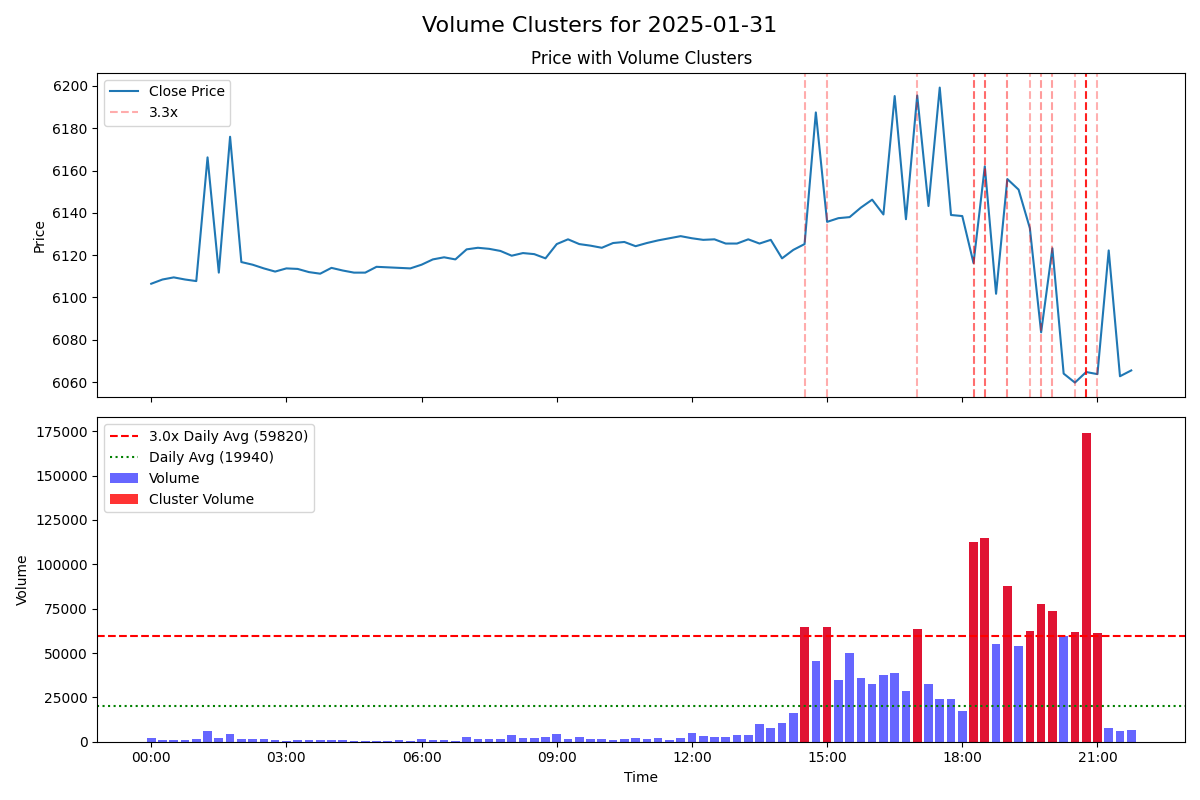 Volume Clusters for 2025-01-31
Price with Volume Clusters
Close Price
3.3x
Price
6200
6180
6160
6140
6120
6100
6080
6060
3.0x Daily Avg (59820)
Daily Avg (19940)
Volume
Cluster Volume
Volume
175000
150000
125000
100000
75000
50000
25000
0
00:00 03:00 06:00 09:00 12:00 15:00 18:00 21:00
Time